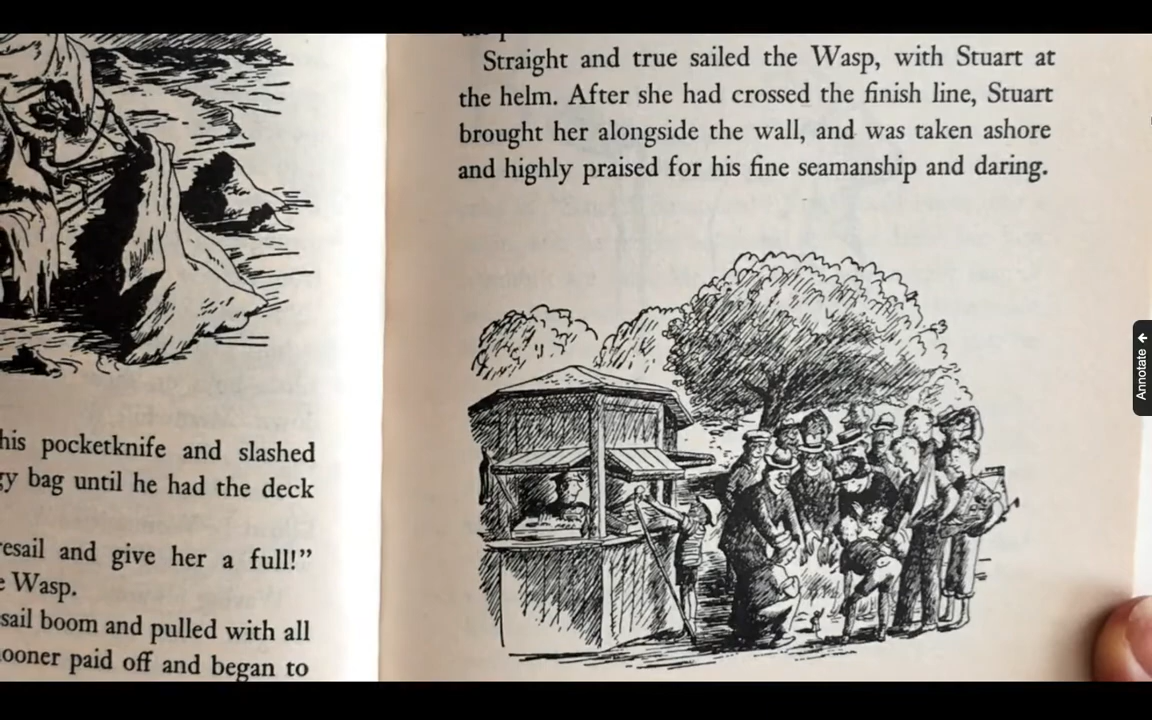 his pocketknife and slashed
bag until he had the deck
and give her a full!”
Wasp.
sail boom and pulled with all
paid off and began to
Straight and true sailed the Wasp, with Stuart at
the helm. After she had crossed the finish line, Stuart
brought her alongside the wall, and was taken ashore
and highly praised for his fine seamanship and daring.
Annotate